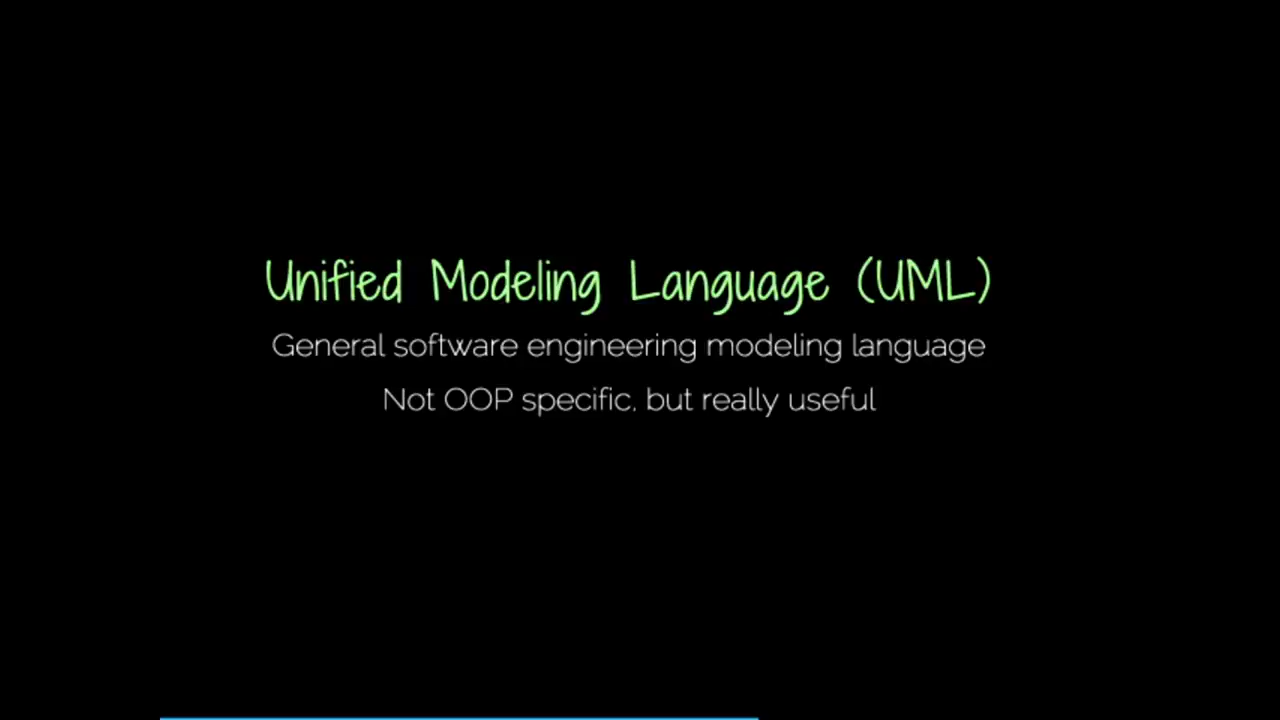 Unified Modeling Language (UML)
General software engineering modeling language
Not OOP specific, but really useful